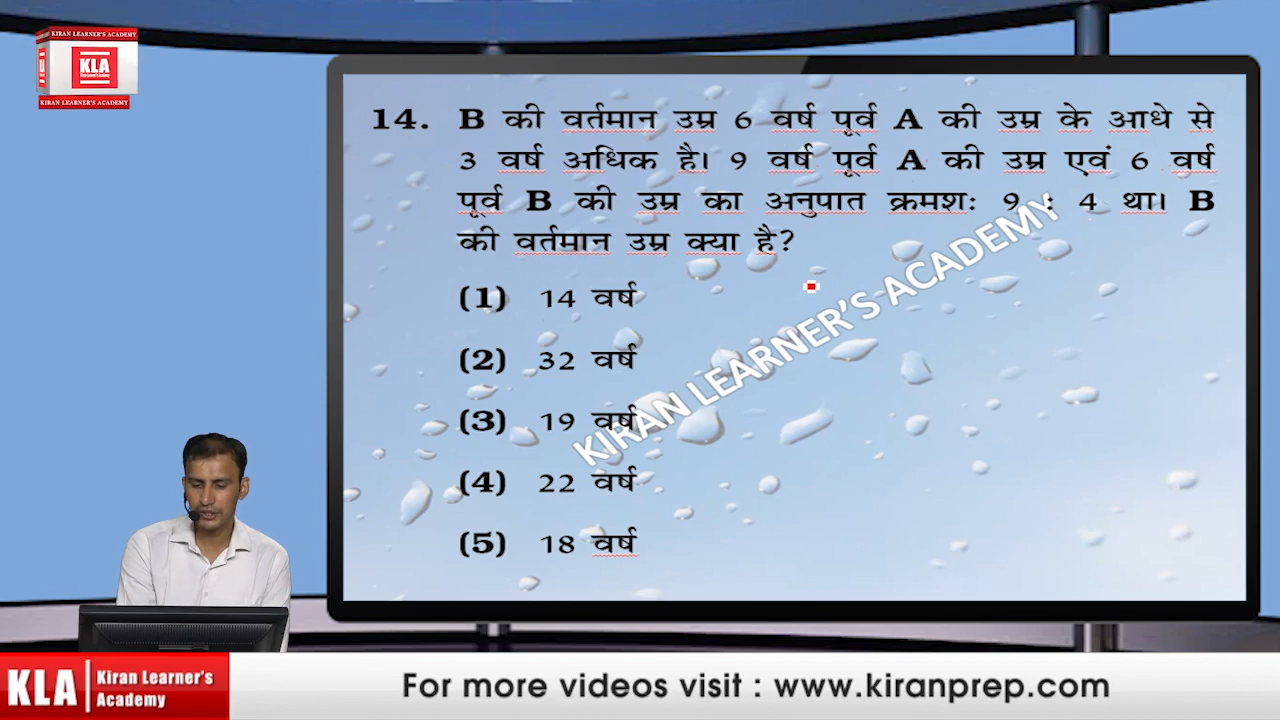 KIRAN LEARNER'S ACADEMY
KLA
Kiran Learner's Academy
KIRAN LEARNER'S ACADEMY
14. B की वर्तमान उम्र 6 वर्ष पूर्व A की उम्र के आधे से
3 वर्ष अधिक है। 9 वर्ष पूर्व A की उम्र एवं 6 वर्ष
पूर्व B की उम्र का अनुपात क्रमशः 9 : 4 था। B
की वर्तमान उम्र क्या है?
(1) 14 वर्ष
(2) 32 वर्ष
(3) 19 वर्ष
(4) 22 वर्ष
(5) 18 वर्ष
KIRAN LEARNER'S ACADEMY
KLA
Kiran Learner's
Academy
For more videos visit : www.kiranprep.com